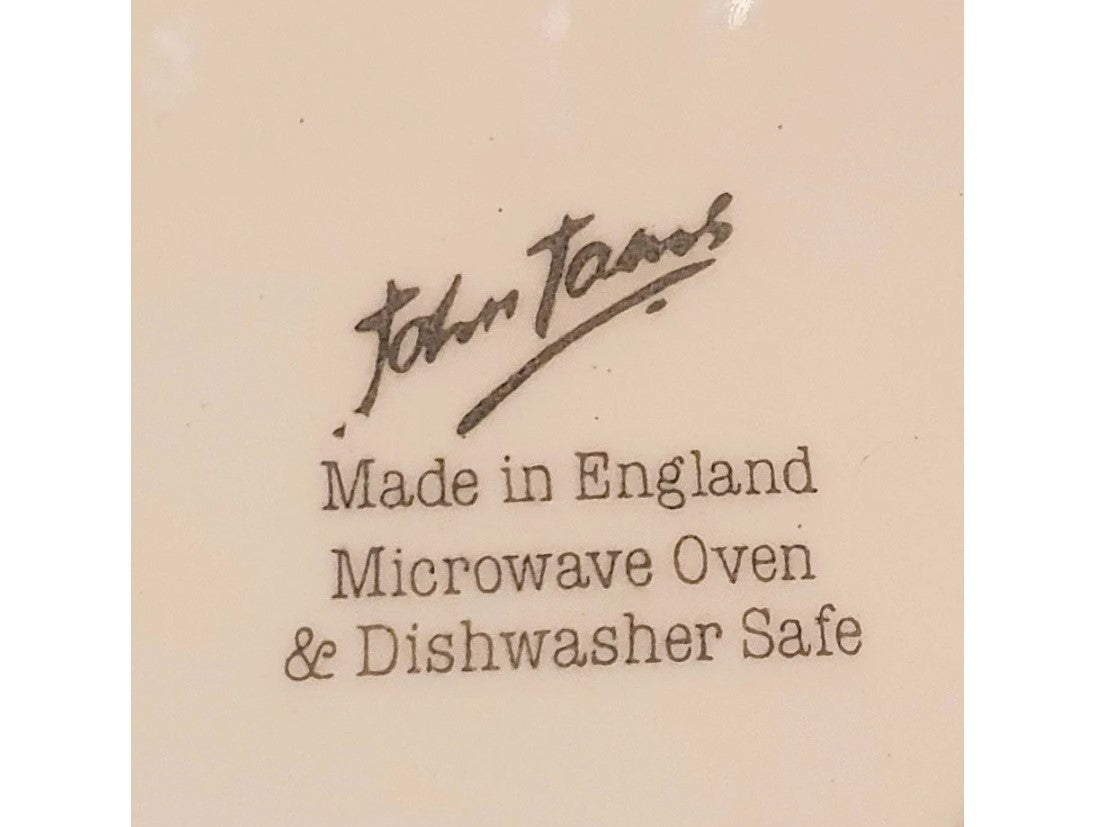 John Tams
Made in England
Microwave Oven
& Dishwasher Safe